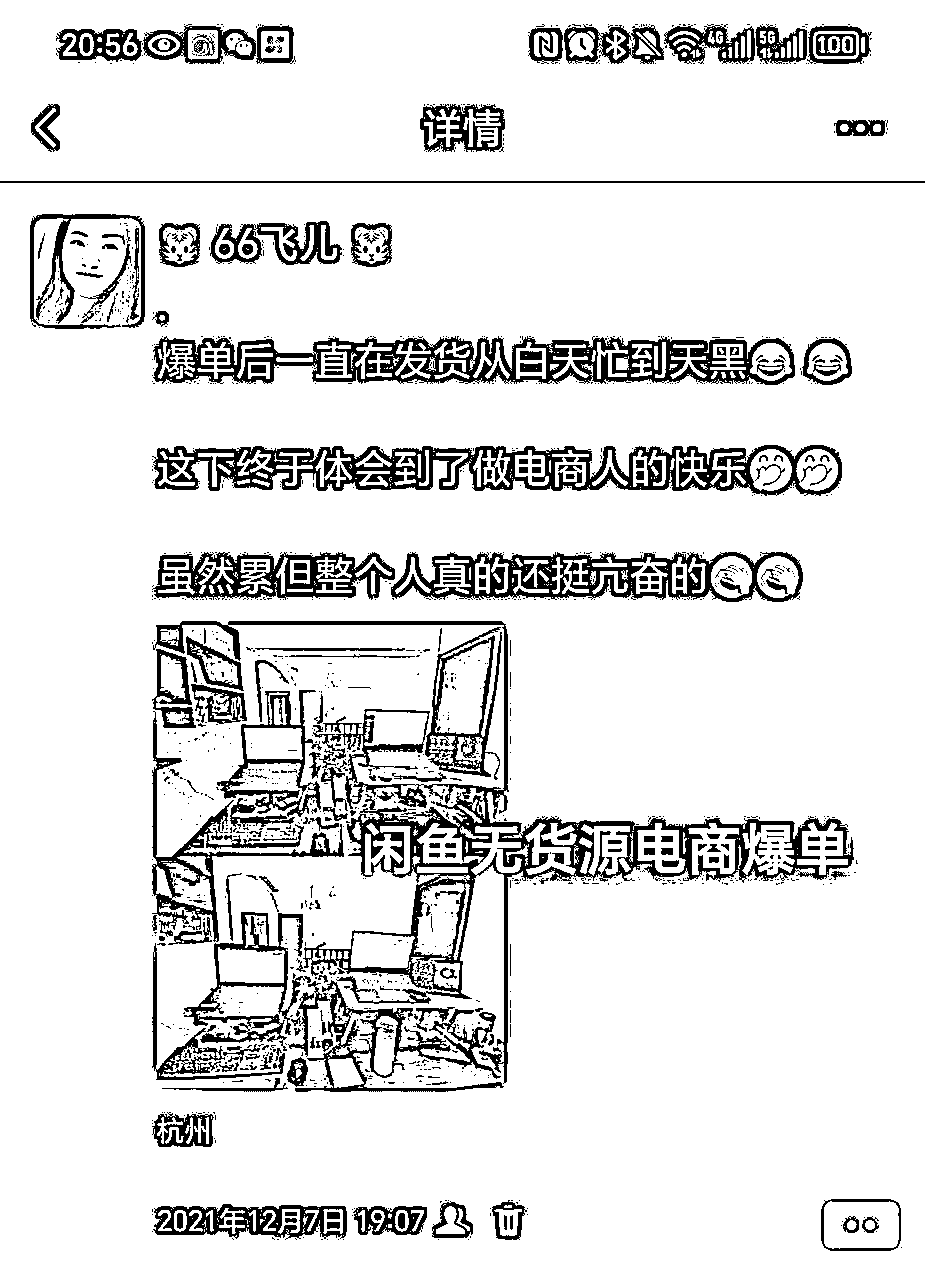 20:56 4G 5G 100
详情
🐯 66飞儿 🐯
。
爆单后一直在发货从白天忙到天黑😂😂
这下终于体会到了做电商人的快乐🤭🤭
虽然累但整个人真的还挺亢奋的
闲鱼无货源电商爆单
杭州
2021年12月7日 19:07